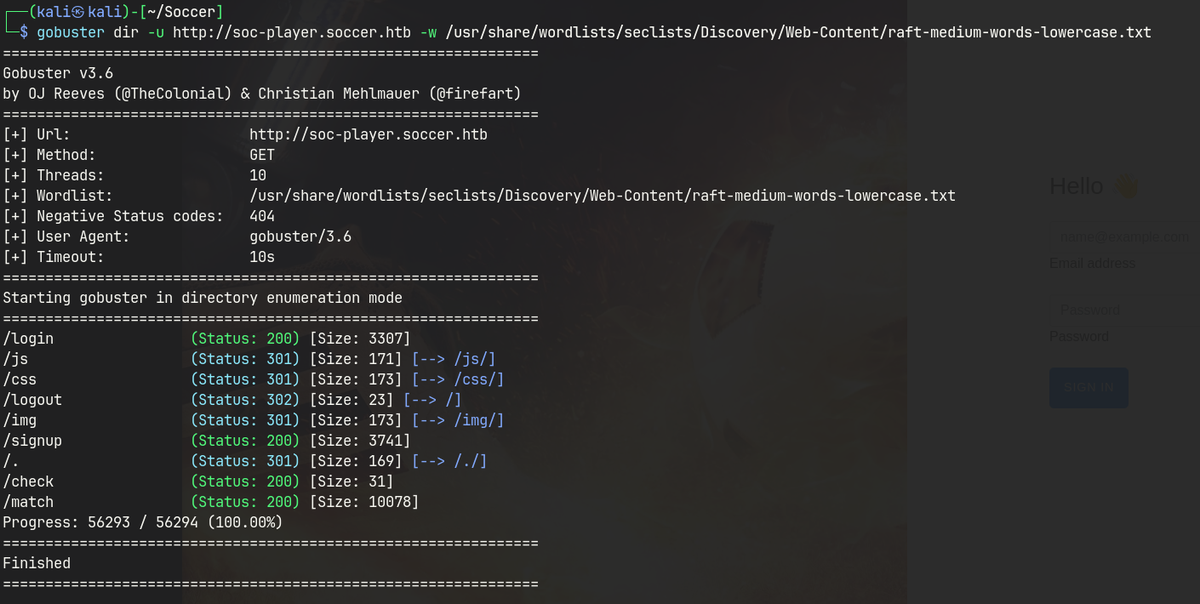 ┌──(kali㉿kali)-[~/Soccer]
└─$ gobuster dir -u http://soc-player.soccer.htb -w /usr/share/wordlists/seclists/Discovery/Web-Content/raft-medium-words-lowercase.txt
===============================================================
Gobuster v3.6
by OJ Reeves (@TheColonial) & Christian Mehlmauer (@firefart)
===============================================================
[+] Url:                     http://soc-player.soccer.htb
[+] Method:                  GET
[+] Threads:                 10
[+] Wordlist:                /usr/share/wordlists/seclists/Discovery/Web-Content/raft-medium-words-lowercase.txt
[+] Negative Status codes:   404
[+] User Agent:              gobuster/3.6
[+] Timeout:                 10s
===============================================================
Starting gobuster in directory enumeration mode
===============================================================
/login                (Status: 200) [Size: 3307]
/js                   (Status: 301) [Size: 171] [--> /js/]
/css                  (Status: 301) [Size: 173] [--> /css/]
/logout               (Status: 302) [Size: 23] [--> /]
/img                  (Status: 301) [Size: 173] [--> /img/]
/signup               (Status: 200) [Size: 3741]
/.                    (Status: 301) [Size: 169] [--> /./]
/check                (Status: 200) [Size: 31]
/match                (Status: 200) [Size: 10078]
Progress: 56293 / 56294 (100.00%)
===============================================================
Finished
===============================================================
Hello 👋
name@example.com
Email address
Password
Password
SIGN IN